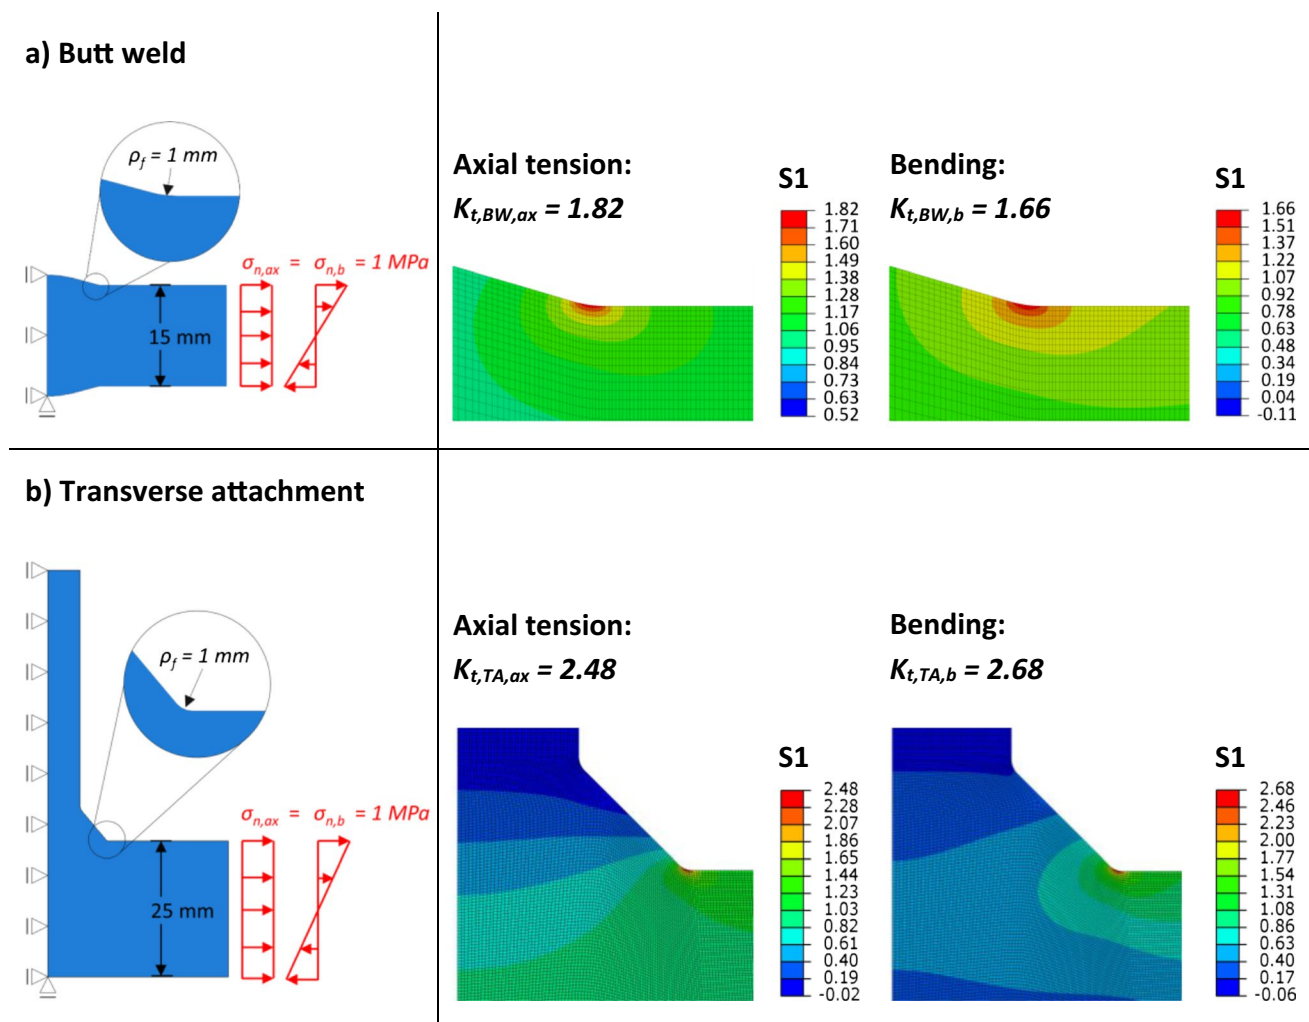 a) Butt weld
ρf = 1 mm
σn,ax = σn,b = 1 MPa
15 mm
Axial tension:
Kt,BW,ax = 1.82
S1
1.82
1.71
1.60
1.49
1.38
1.28
1.17
1.06
0.95
0.84
0.73
0.63
0.52
Bending:
Kt,BW,b = 1.66
S1
1.66
1.51
1.37
1.22
1.07
0.92
0.78
0.63
0.48
0.34
0.19
0.04
-0.11
b) Transverse attachment
ρf = 1 mm
σn,ax = σn,b = 1 MPa
25 mm
Axial tension:
Kt,TA,ax = 2.48
S1
2.48
2.28
2.07
1.86
1.65
1.44
1.23
1.03
0.82
0.61
0.40
0.19
-0.02
Bending:
Kt,TA,b = 2.68
S1
2.68
2.46
2.23
2.00
1.77
1.54
1.31
1.08
0.86
0.63
0.40
0.17
-0.06